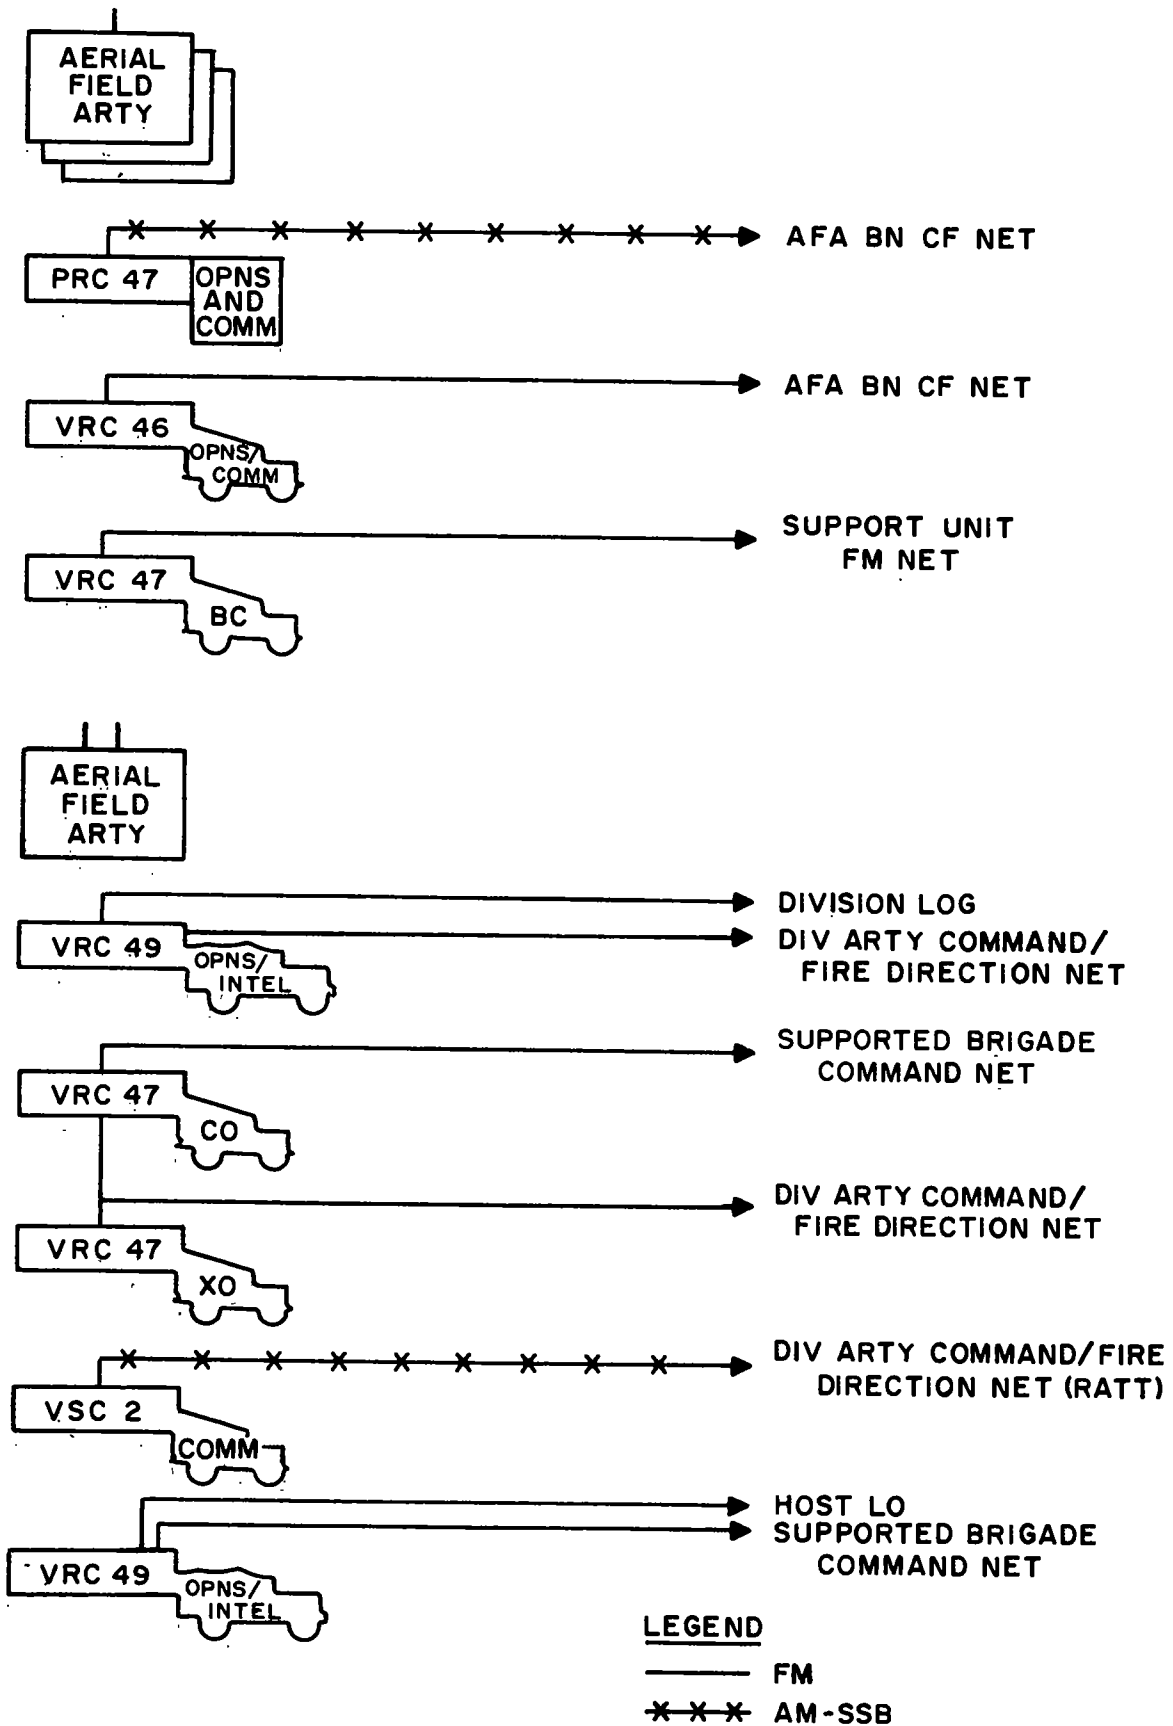 AERIAL
FIELD
ARTY
AFA BN CF NET
PRC 47
OPNS
AND
COMM
AFA BN CF NET
VRC 46
OPNS/
COMM
SUPPORT UNIT
FM NET
VRC 47
BC
AERIAL
FIELD
ARTY
DIVISION LOG
VRC 49
OPNS/
INTEL
DIV ARTY COMMAND/
FIRE DIRECTION NET
SUPPORTED BRIGADE
COMMAND NET
VRC 47
CO
DIV ARTY COMMAND/
FIRE DIRECTION NET
VRC 47
XO
DIV ARTY COMMAND/FIRE
DIRECTION NET (RATT)
VSC 2
COMM
HOST LO
SUPPORTED BRIGADE
COMMAND NET
VRC 49
OPNS/
INTEL
LEGEND
FM
AM-SSB